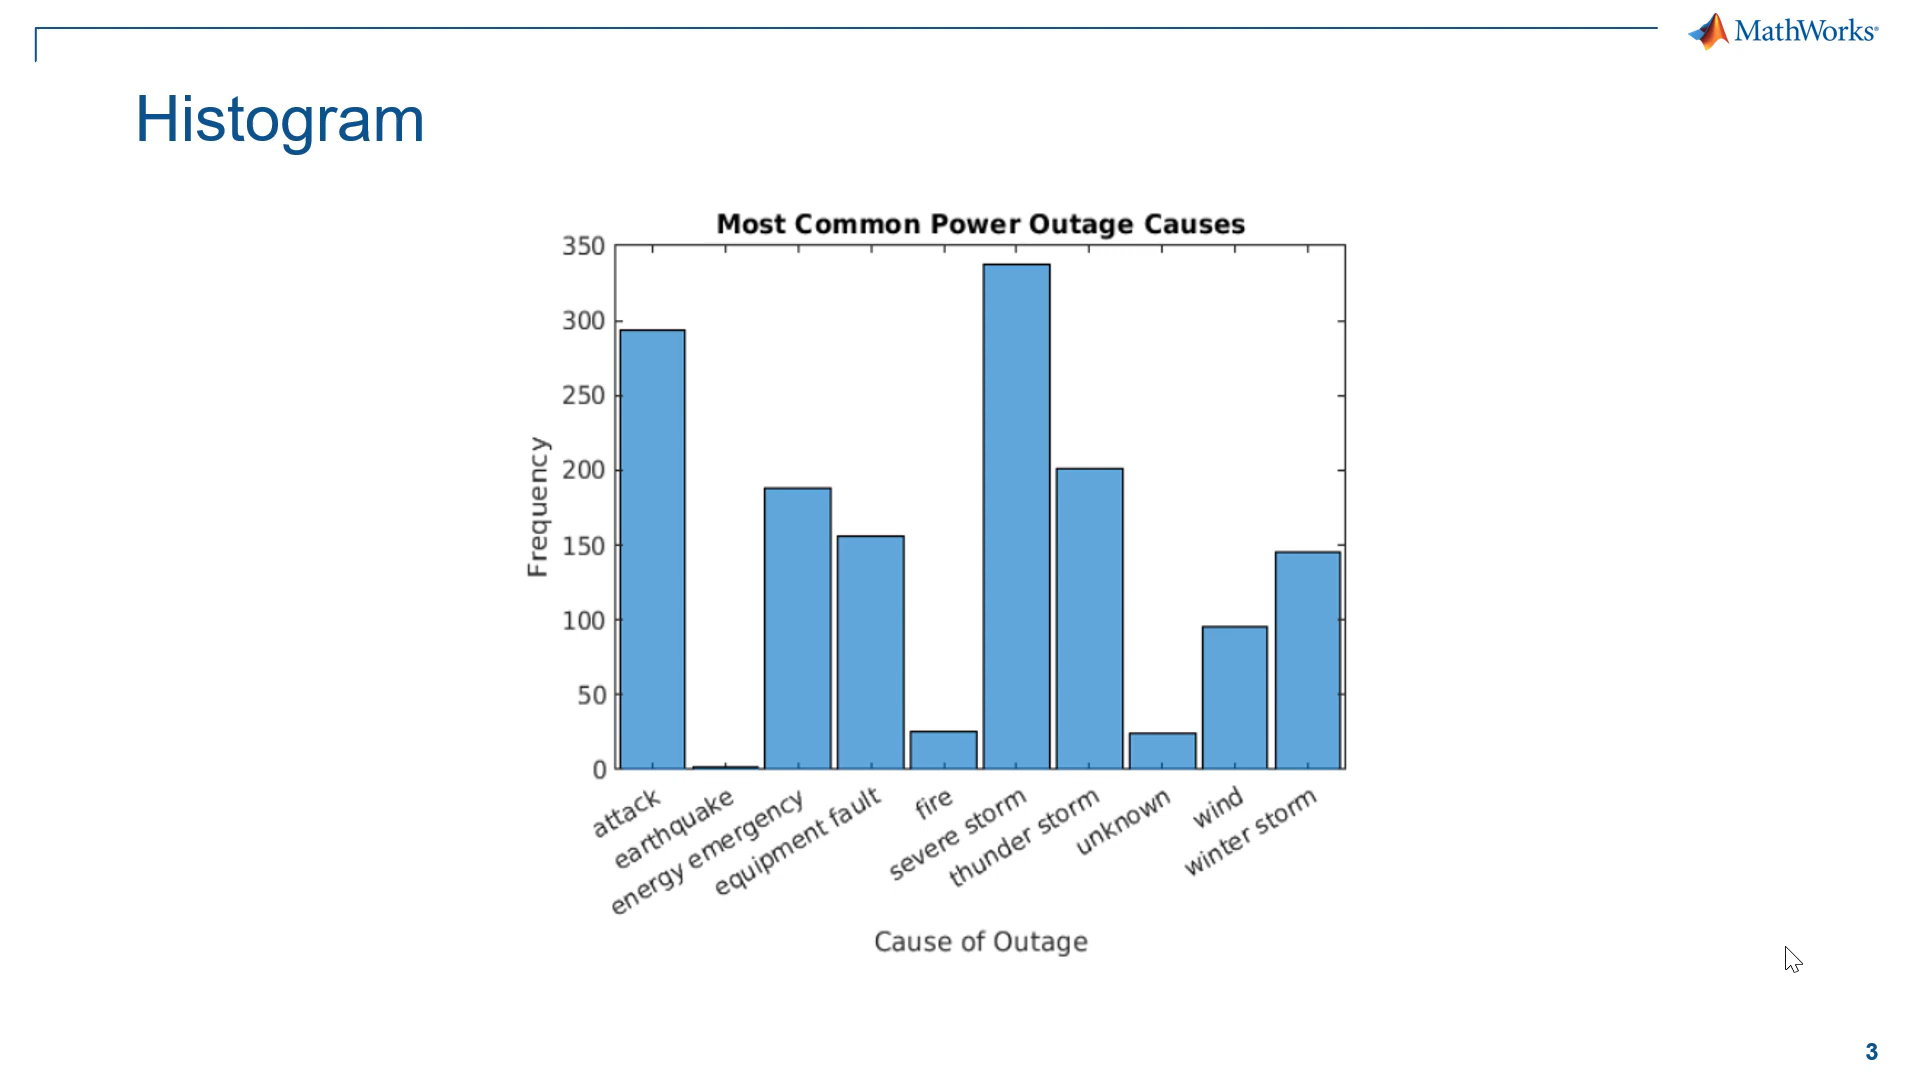 MathWorks
Histogram
Most Common Power Outage Causes
350
300
250
200
150
100
50
0
Frequency
attack
earthquake
energy emergency
equipment fault
fire
severe storm
thunder storm
unknown
wind
winter storm
Cause of Outage
3